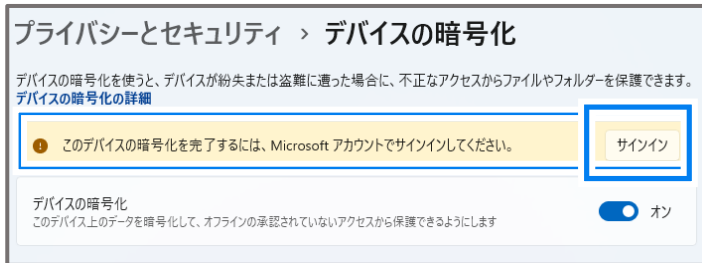 プライバシーとセキュリティ › デバイスの暗号化
デバイスの暗号化を使うと、デバイスが紛失または盗難に遭った場合に、不正なアクセスからファイルやフォルダーを保護できます。
デバイスの暗号化の詳細
このデバイスの暗号化を完了するには、Microsoft アカウントでサインインしてください。 サインイン
デバイスの暗号化
このデバイス上のデータを暗号化して、オフラインの承認されていないアクセスから保護できるようにします
オン